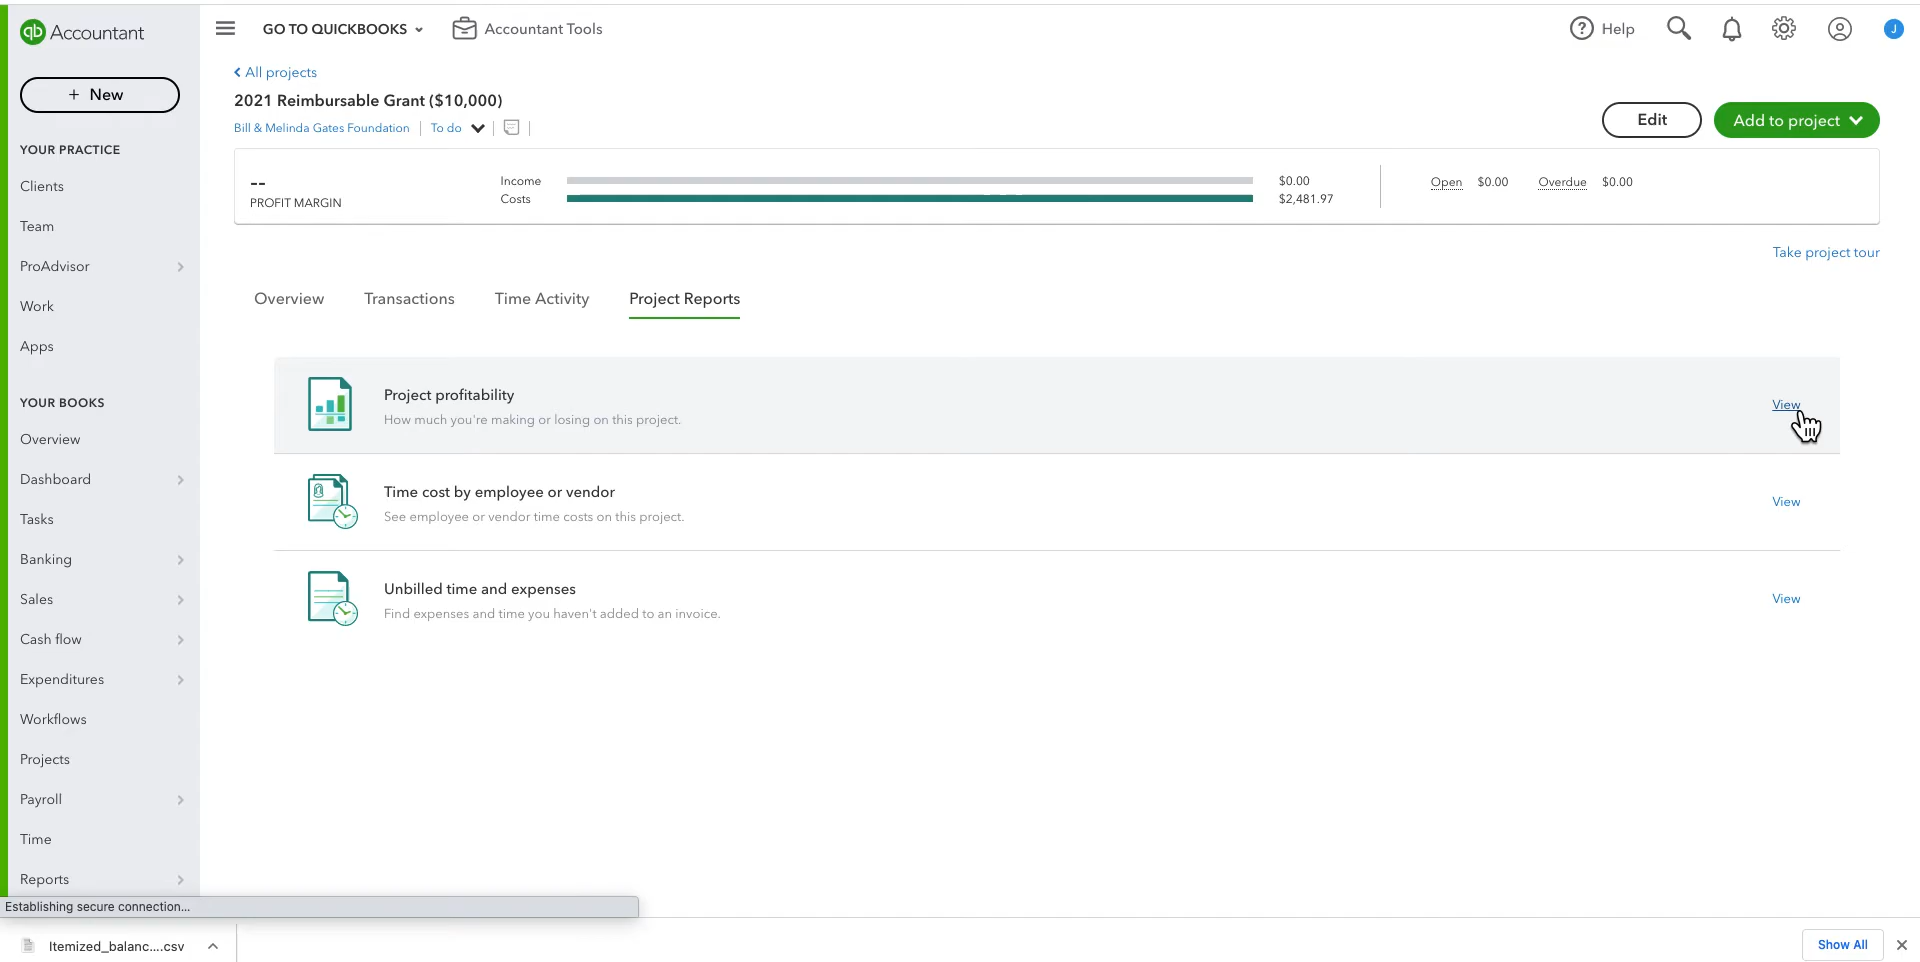 qb Accountant
GO TO QUICKBOOKS
Accountant Tools
Help
J
+ New
YOUR PRACTICE
Clients
Team
ProAdvisor
Work
Apps
YOUR BOOKS
Overview
Dashboard
Tasks
Banking
Sales
Cash flow
Expenditures
Workflows
Projects
Payroll
Time
Reports
All projects
2021 Reimbursable Grant ($10,000)
Bill & Melinda Gates Foundation
To do
Edit
Add to project
--
PROFIT MARGIN
Income $0.00
Costs $2,481.97
Open $0.00 Overdue $0.00
Take project tour
Overview Transactions Time Activity Project Reports
Project profitability
How much you're making or losing on this project.
View
Time cost by employee or vendor
See employee or vendor time costs on this project.
View
Unbilled time and expenses
Find expenses and time you haven't added to an invoice.
View
Establishing secure connection...
Itemized_balanc....csv
Show All